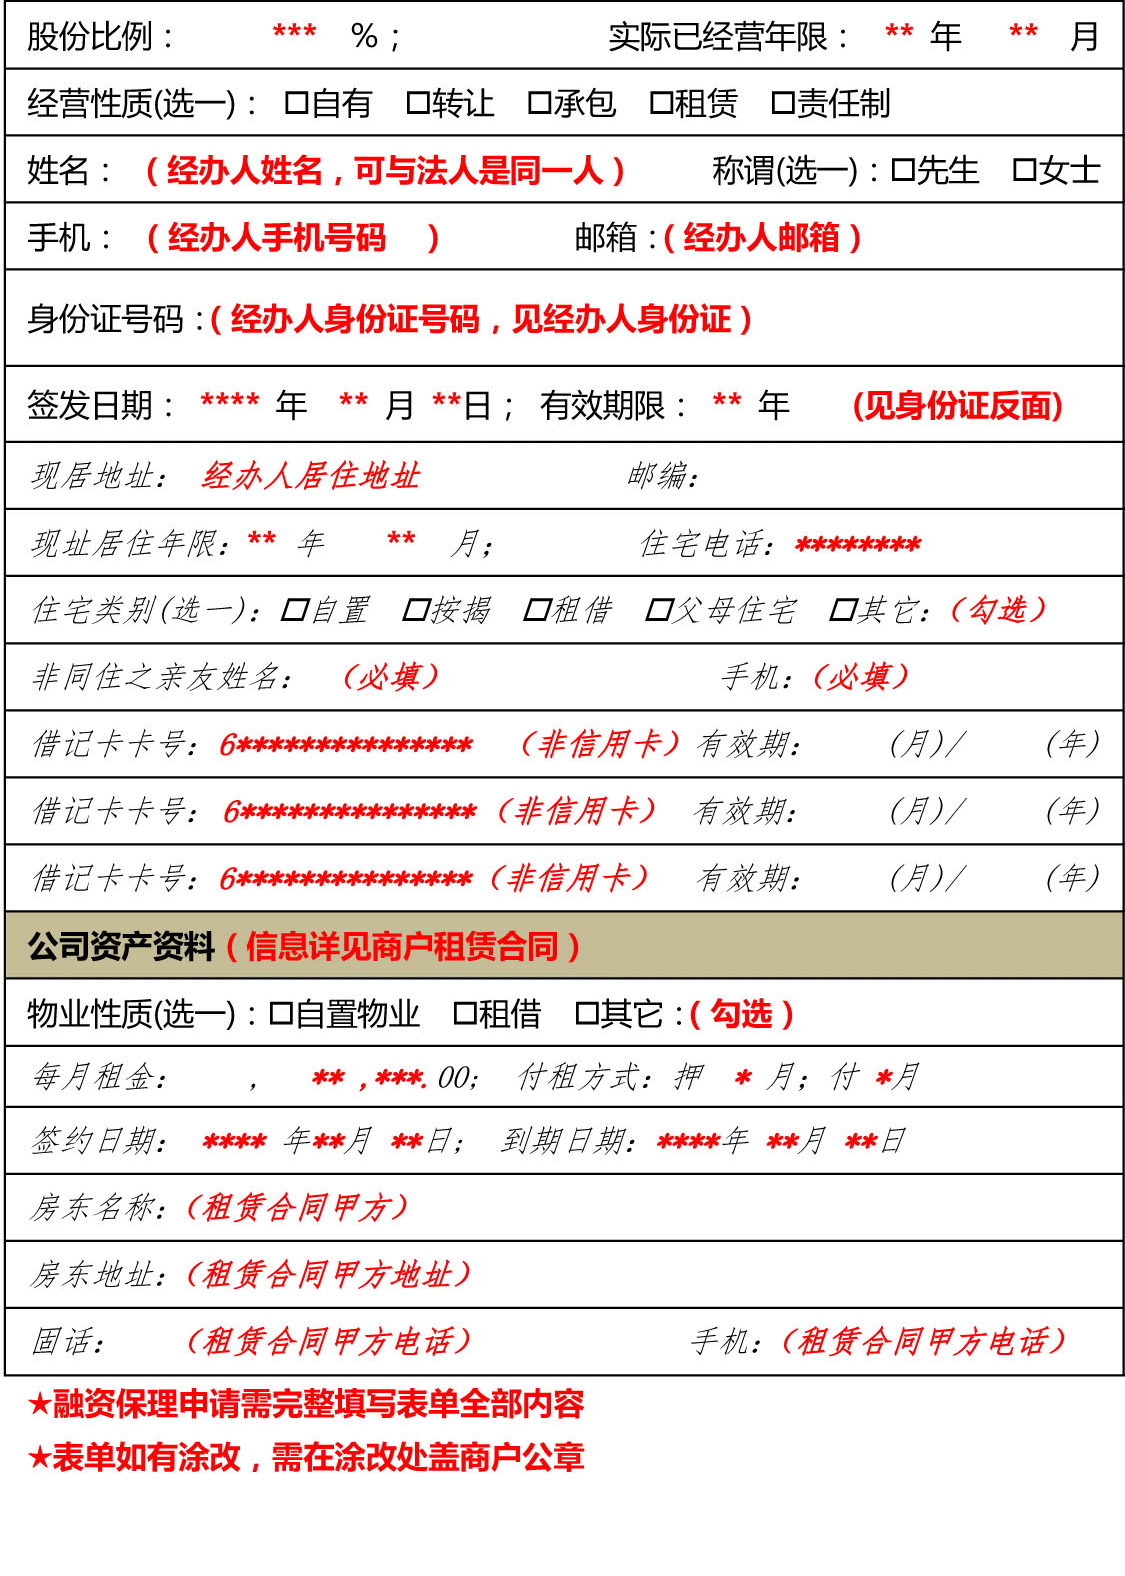 股份比例： *** %； 实际已经营年限： ** 年 ** 月
经营性质(选一)： □自有 □转让 □承包 □租赁 □责任制
姓名： （经办人姓名，可与法人是同一人） 称谓(选一)：□先生 □女士
手机： （经办人手机号码 ） 邮箱：（经办人邮箱）
身份证号码：（经办人身份证号码，见经办人身份证）
签发日期： **** 年 ** 月 **日； 有效期限： ** 年 (见身份证反面)
现居地址： 经办人居住地址 邮编：
现址居住年限：** 年 ** 月； 住宅电话：********
住宅类别(选一)：□自置 □按揭 □租借 □父母住宅 □其它：（勾选）
非同住之亲友姓名： （必填） 手机：（必填）
借记卡卡号：6*************** （非信用卡）有效期： (月)/ (年)
借记卡卡号：6***************（非信用卡） 有效期： (月)/ (年)
借记卡卡号：6***************（非信用卡） 有效期： (月)/ (年)
公司资产资料（信息详见商户租赁合同）
物业性质(选一)：□自置物业 □租借 □其它：（勾选）
每月租金： ， **，***.00； 付租方式：押 * 月；付 *月
签约日期： **** 年**月 **日； 到期日期：****年 **月 **日
房东名称：（租赁合同甲方）
房东地址：（租赁合同甲方地址）
固话： （租赁合同甲方电话） 手机：（租赁合同甲方电话）
★融资保理申请需完整填写表单全部内容
★表单如有涂改，需在涂改处盖商户公章